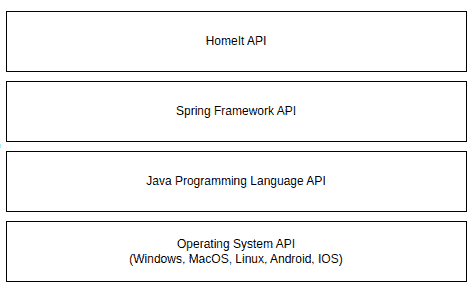 HomeIt API
Spring Framework API
Java Programming Language API
Operating System API
(Windows, MacOS, Linux, Android, IOS)